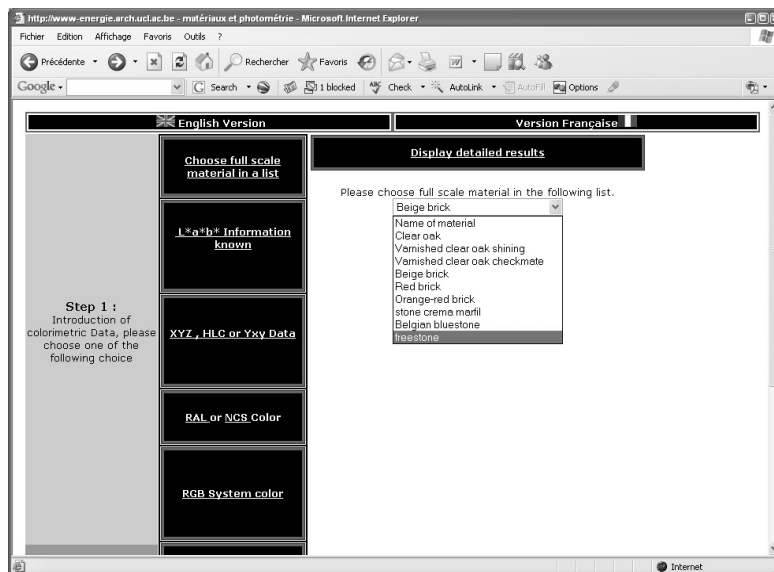 http://www-energie.arch.ucl.ac.be - matériaux et photométrie - Microsoft Internet Explorer
Fichier Edition Affichage Favoris Outils ?
Précédente Rechercher Favoris
Google Search 1 blocked Check AutoLink AutoFill Options
English Version Version Française
Choose full scale
material in a list
Display detailed results
Please choose full scale material in the following list.
Beige brick
Name of material
Clear oak
Varnished clear oak shining
Varnished clear oak checkmate
Beige brick
Red brick
Orange-red brick
stone crema marfil
Belgian bluestone
freestone
L*a*b* Information
known
Step 1 :
Introduction of
colorimetric Data, please
choose one of the
following choice
XYZ , HLC or Yxy Data
RAL or NCS Color
RGB System color
Internet